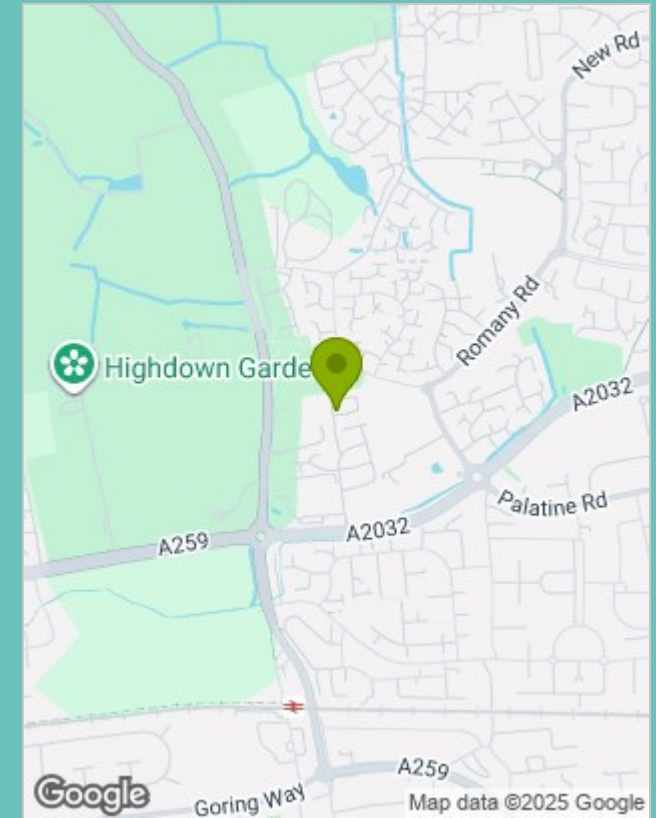 New Rd
Romany Rd
Highdown Garde
A2032
Palatine Rd
A2032
A259
A259
Goring Way
Google
Map data ©2025 Google